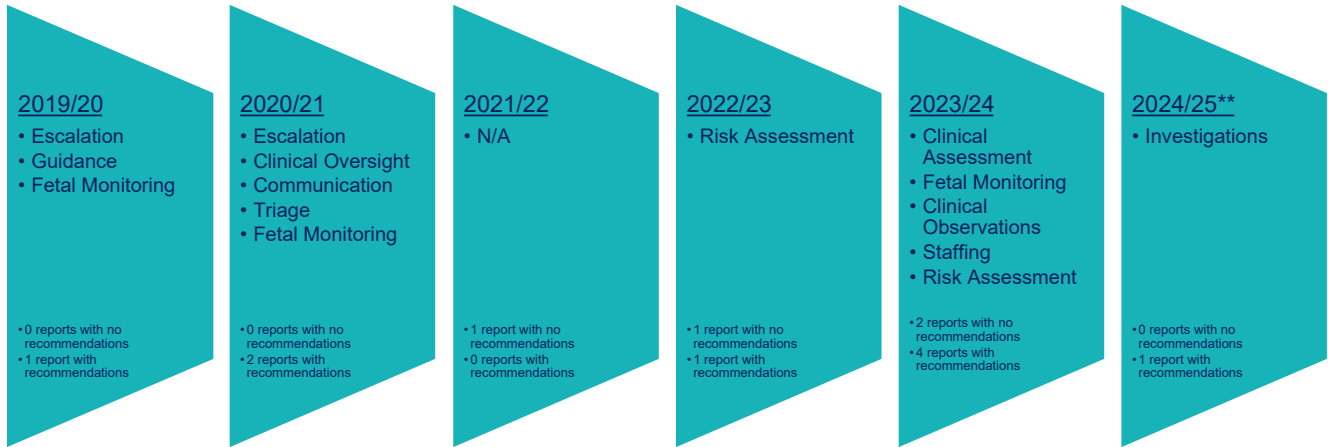 2019/20
• Escalation
• Guidance
• Fetal Monitoring
• 0 reports with no
recommendations
• 1 report with
recommendations
2020/21
• Escalation
• Clinical Oversight
• Communication
• Triage
• Fetal Monitoring
• 0 reports with no
recommendations
• 2 reports with
recommendations
2021/22
• N/A
• 1 report with no
recommendations
• 0 reports with
recommendations
2022/23
• Risk Assessment
• 1 report with no
recommendations
• 1 report with
recommendations
2023/24
• Clinical
Assessment
• Fetal Monitoring
• Clinical
Observations
• Staffing
• Risk Assessment
• 2 reports with no
recommendations
• 4 reports with
recommendations
2024/25**
• Investigations
• 0 reports with no
recommendations
• 1 report with
recommendations